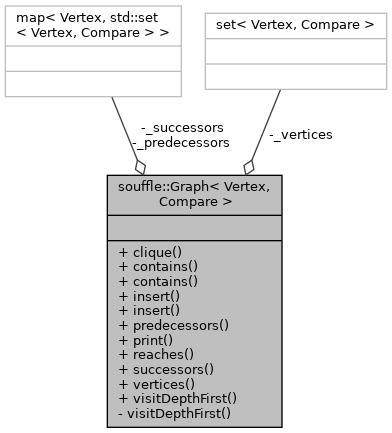 map< Vertex, std::set
< Vertex, Compare > >
set< Vertex, Compare >
-_successors
-_predecessors
-_vertices
souffle::Graph< Vertex,
Compare >
+ clique()
+ contains()
+ contains()
+ insert()
+ insert()
+ predecessors()
+ print()
+ reaches()
+ successors()
+ vertices()
+ visitDepthFirst()
- visitDepthFirst()